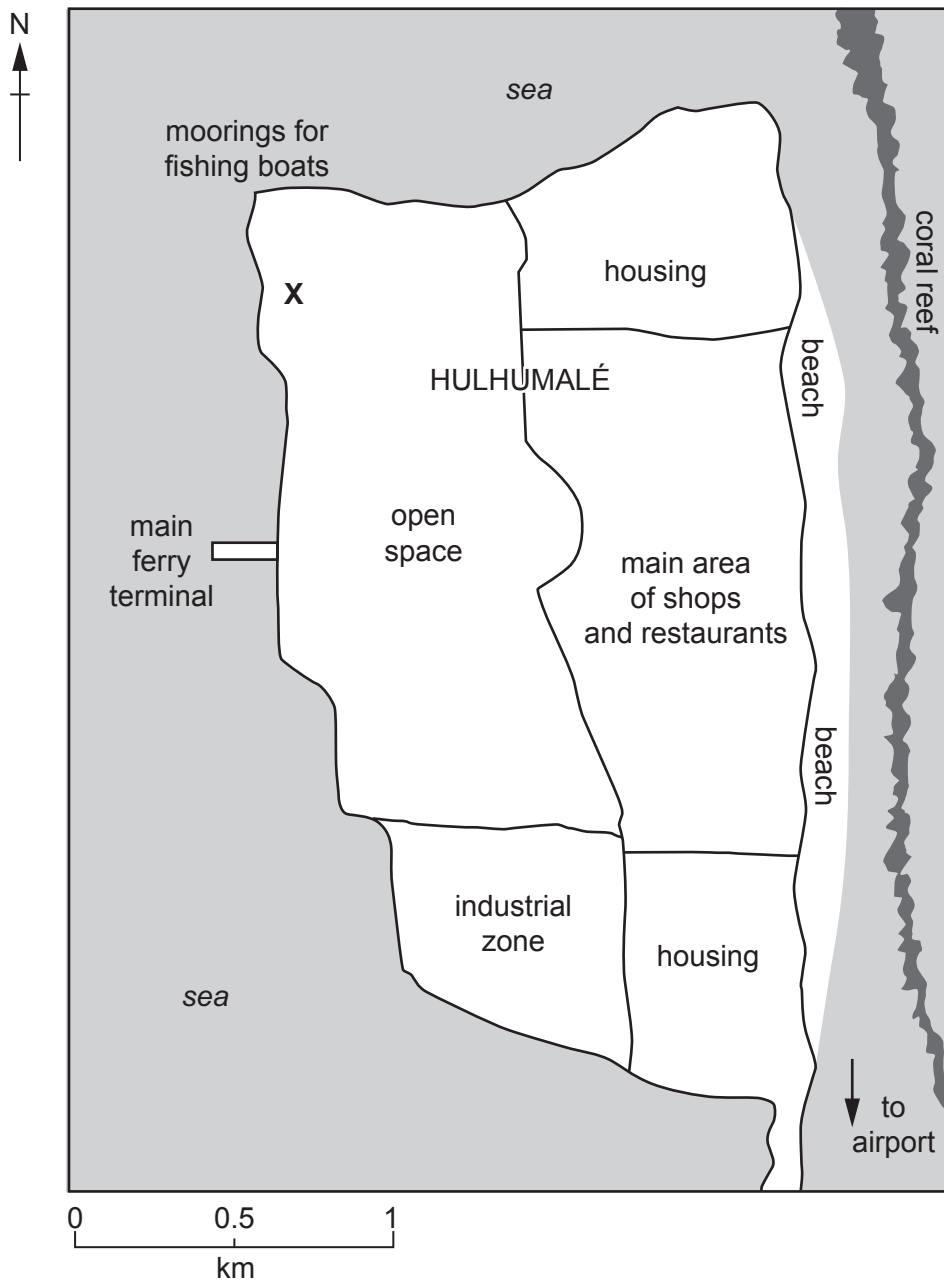 N
sea
moorings for
fishing boats
coral reef
X
housing
beach
HULHUMALÉ
open
space
main
ferry
terminal
main area
of shops
and restaurants
beach
industrial
zone
housing
sea
to
airport
0 0.5 1
km